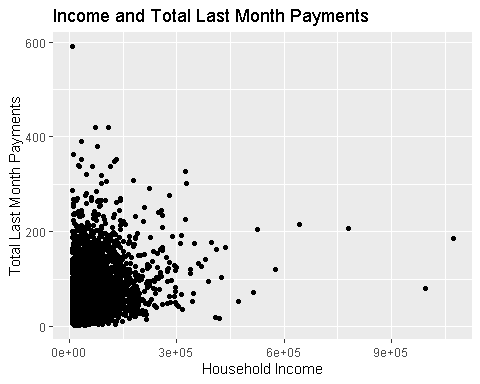 Income and Total Last Month Payments
600
400
200
0
Total Last Month Payments
0e+00
3e+05
6e+05
9e+05
Household Income